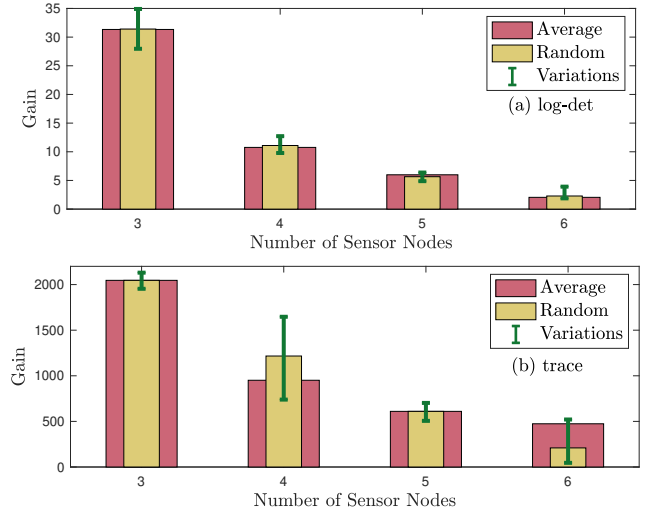 35
30
25
20
15
10
5
0
Gain
Average
Random
Variations
(a) log-det
3 4 5 6
Number of Sensor Nodes
2000
1500
1000
500
0
Gain
Average
Random
Variations
(b) trace
3 4 5 6
Number of Sensor Nodes